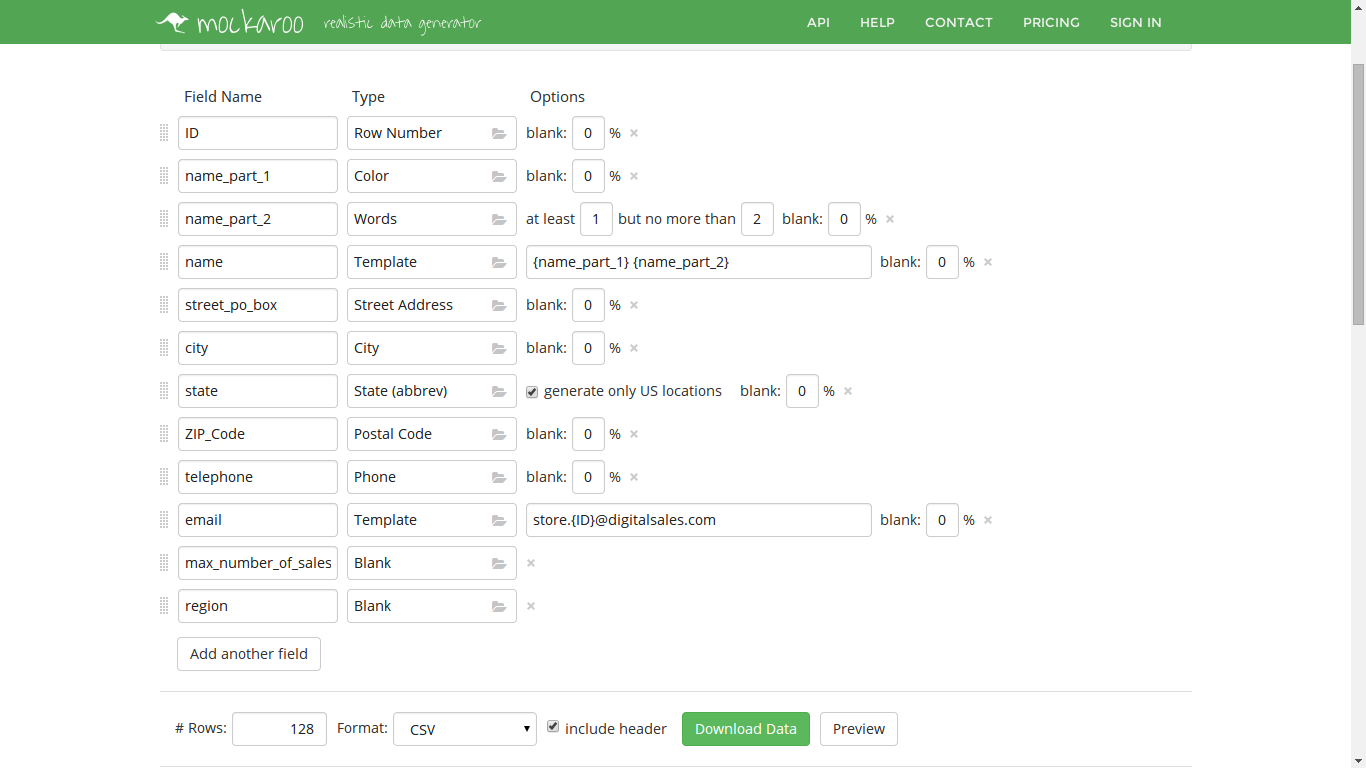 mockaroo realistic data generator API HELP CONTACT PRICING SIGN IN
Field Name Type Options
ID Row Number blank: 0 %
name_part_1 Color blank: 0 %
name_part_2 Words at least 1 but no more than 2 blank: 0 %
name Template {name_part_1} {name_part_2} blank: 0 %
street_po_box Street Address blank: 0 %
city City blank: 0 %
state State (abbrev) generate only US locations blank: 0 %
ZIP_Code Postal Code blank: 0 %
telephone Phone blank: 0 %
email Template store.{ID}@digitalsales.com blank: 0 %
max_number_of_sales Blank
region Blank
Add another field
# Rows: 128 Format: CSV include header Download Data Preview